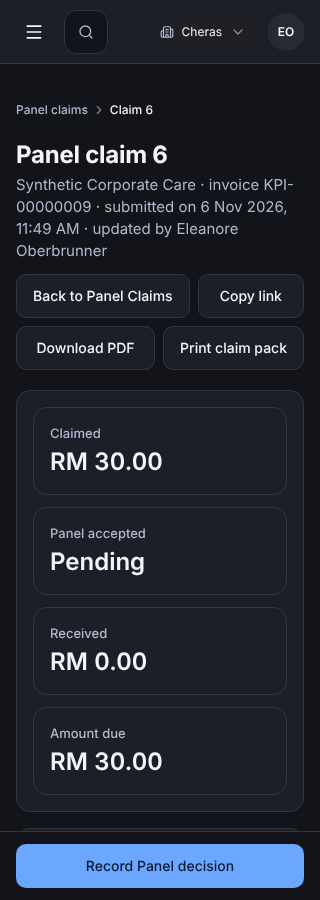 Cheras
EO
Panel claims > Claim 6
Panel claim 6
Synthetic Corporate Care · invoice KPI-
00000009 · submitted on 6 Nov 2026,
11:49 AM · updated by Eleanore
Oberbrunner
Back to Panel Claims
Copy link
Download PDF
Print claim pack
Claimed
RM 30.00
Panel accepted
Pending
Received
RM 0.00
Amount due
RM 30.00
Record Panel decision